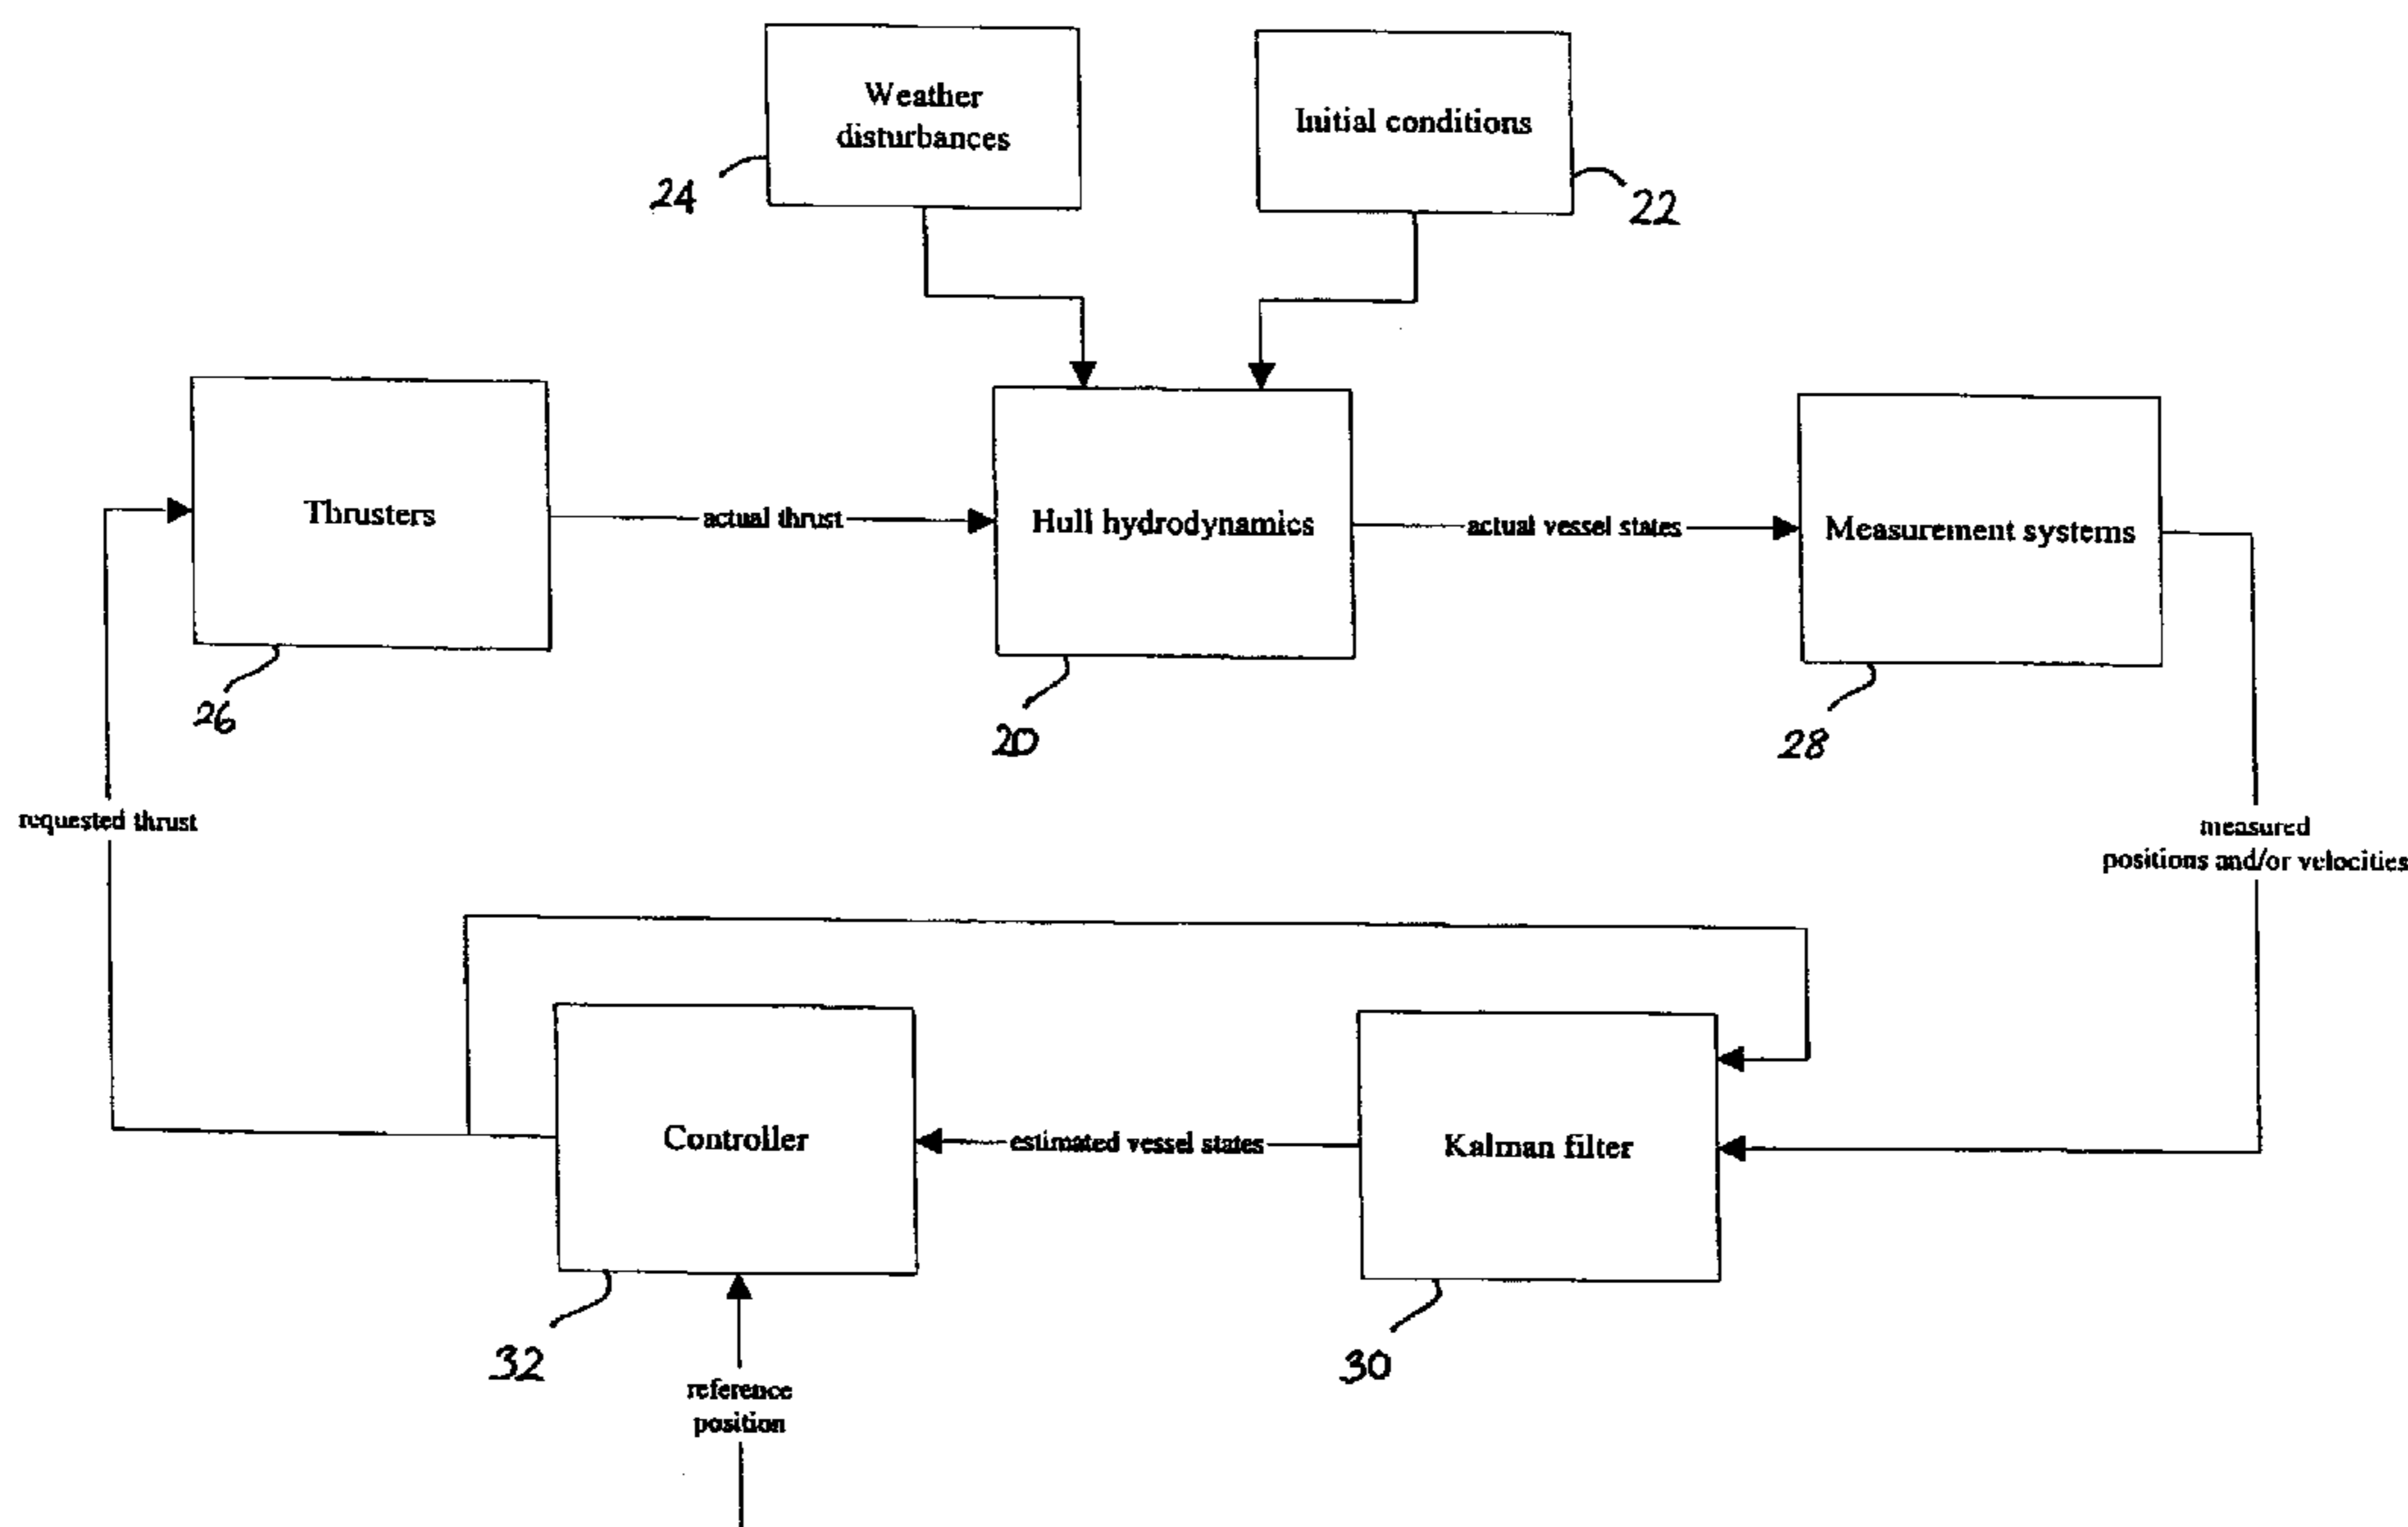 Weather
disturbances
Initial conditions
24
22
Thrusters
actual thrust
Hull hydrodynamics
actual vessel states
Measurement systems
26
20
28
requested thrust
measured
positions and/or velocities
Controller
estimated vessel states
Kalman filter
32
30
reference
position